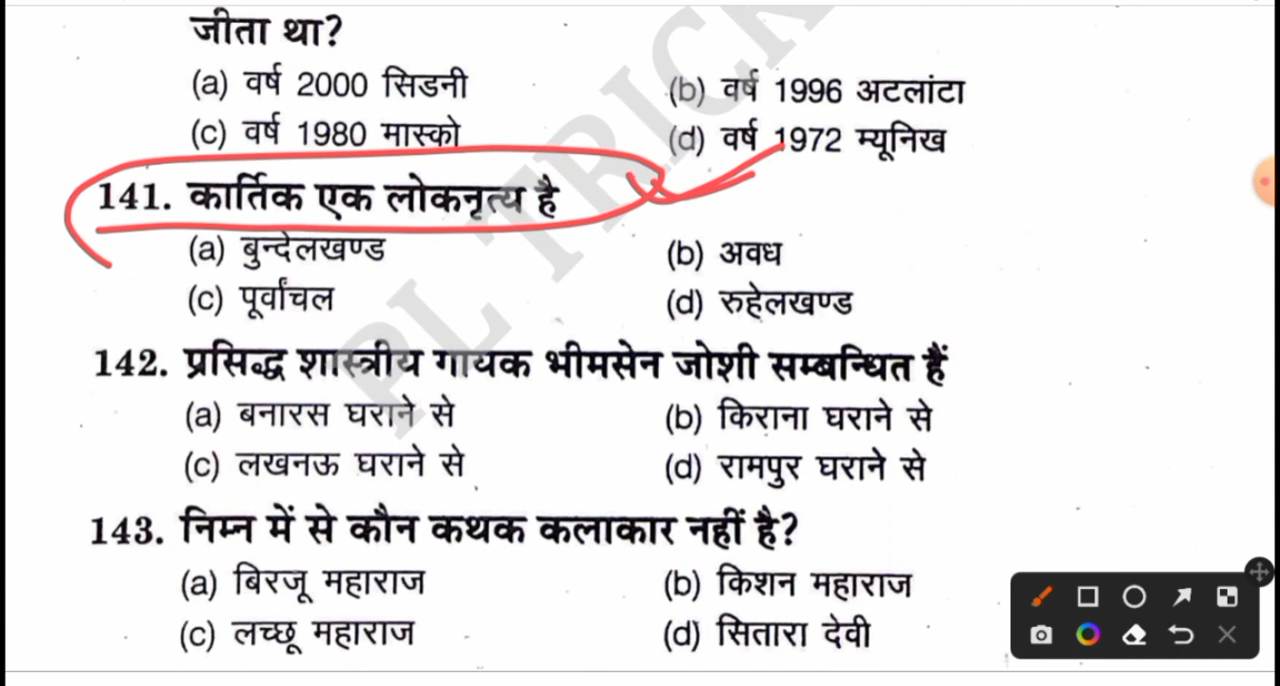 जीता था?
(a) वर्ष 2000 सिडनी (b) वर्ष 1996 अटलांटा
(c) वर्ष 1980 मास्को (d) वर्ष 1972 म्यूनिख
141. कार्तिक एक लोकनृत्य है
(a) बुन्देलखण्ड (b) अवध
(c) पूर्वांचल (d) रुहेलखण्ड
142. प्रसिद्ध शास्त्रीय गायक भीमसेन जोशी सम्बन्धित हैं
(a) बनारस घराने से (b) किराना घराने से
(c) लखनऊ घराने से (d) रामपुर घराने से
143. निम्न में से कौन कथक कलाकार नहीं है?
(a) बिरजू महाराज (b) किशन महाराज
(c) लच्छू महाराज (d) सितारा देवी
PL TRICK